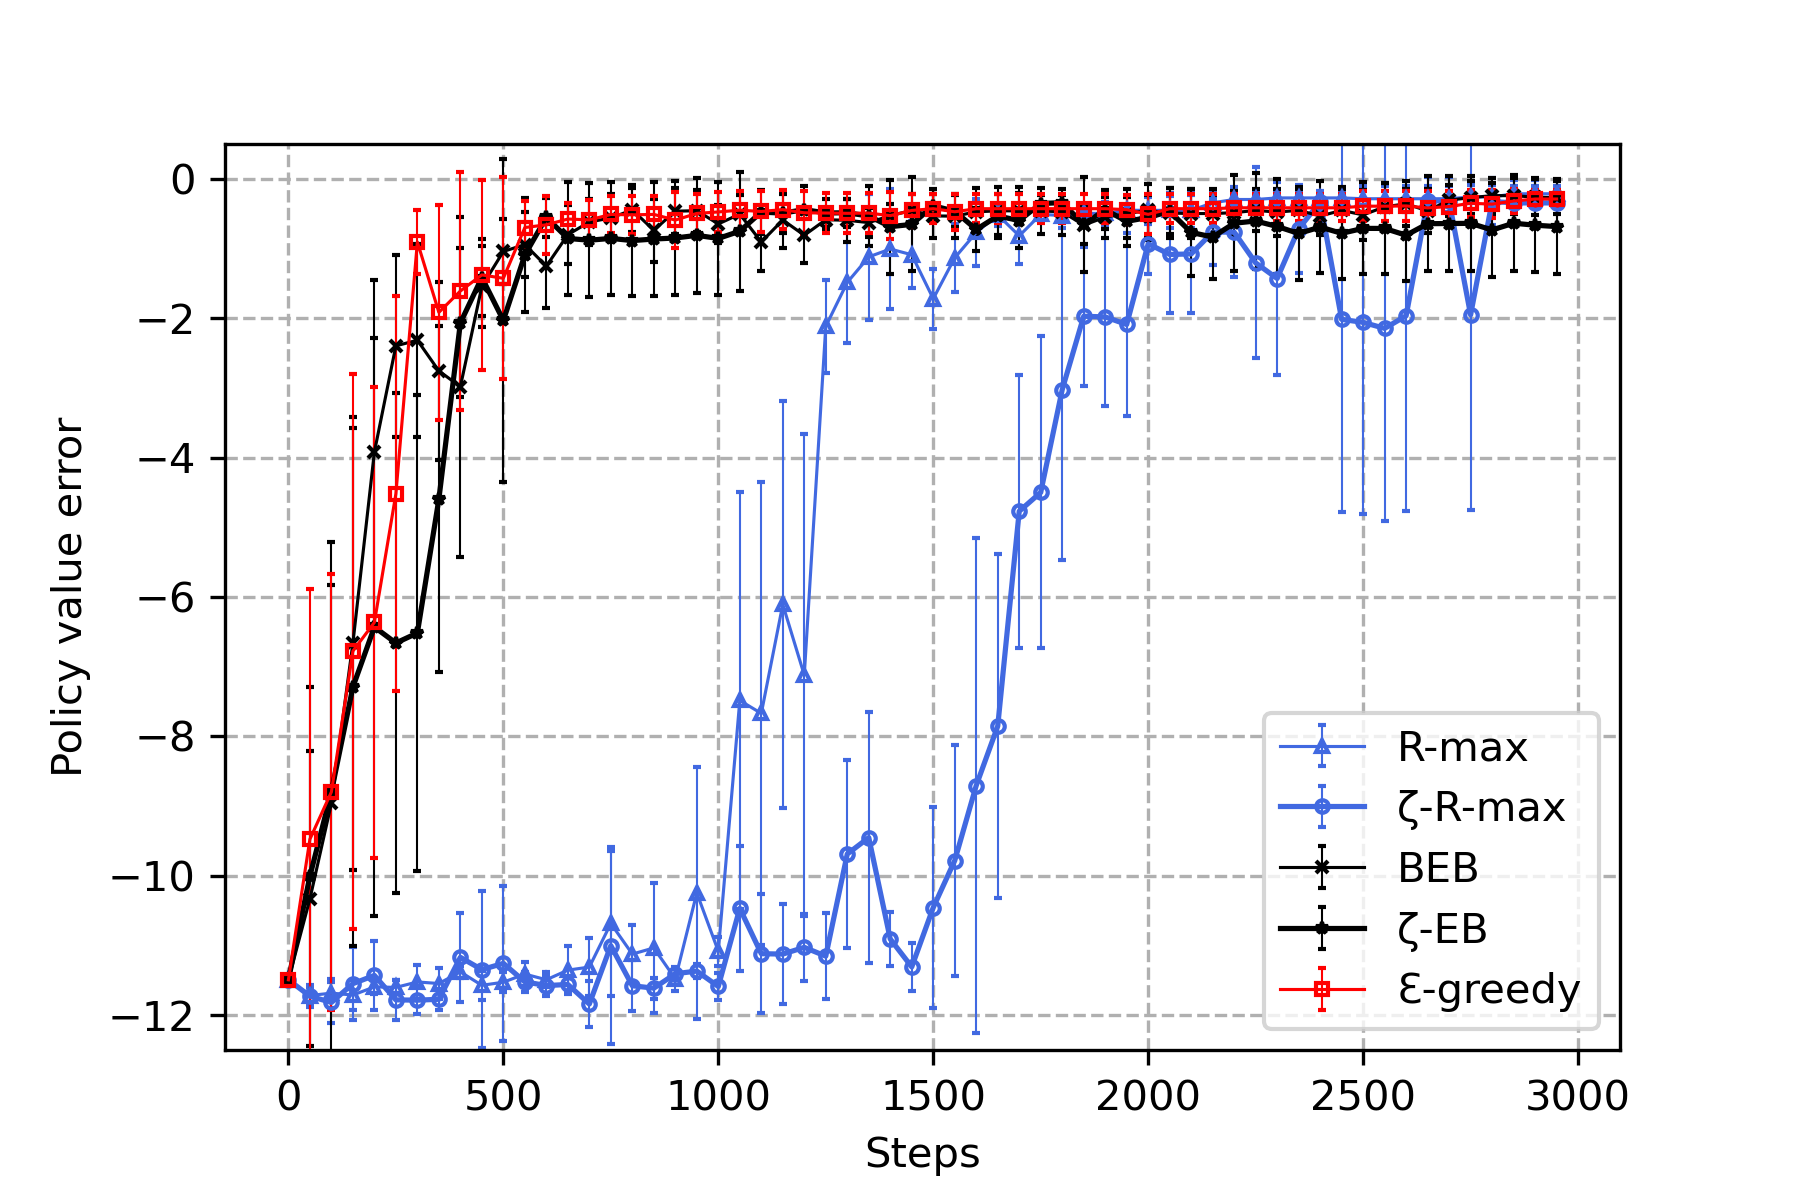 Policy value error
0
−2
−4
−6
−8
−10
−12
0 500 1000 1500 2000 2500 3000
Steps
R-max
ζ-R-max
BEB
ζ-EB
Ɛ-greedy